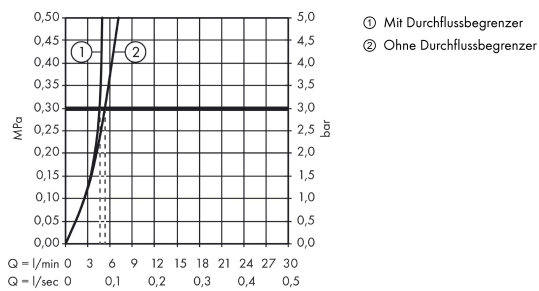 ① Mit Durchflussbegrenzer
② Ohne Durchflussbegrenzer
0,50 5,0
0,45 4,5
① ②
0,40 4,0
0,35 3,5
0,30 3,0
MPa
bar
0,25 2,5
0,20 2,0
0,15 1,5
0,10 1,0
0,05 0,5
0,00 0,0
Q = l/min 0 3 6 9 12 15 18 21 24 27 30
Q = l/sec 0 0,1 0,2 0,3 0,4 0,5